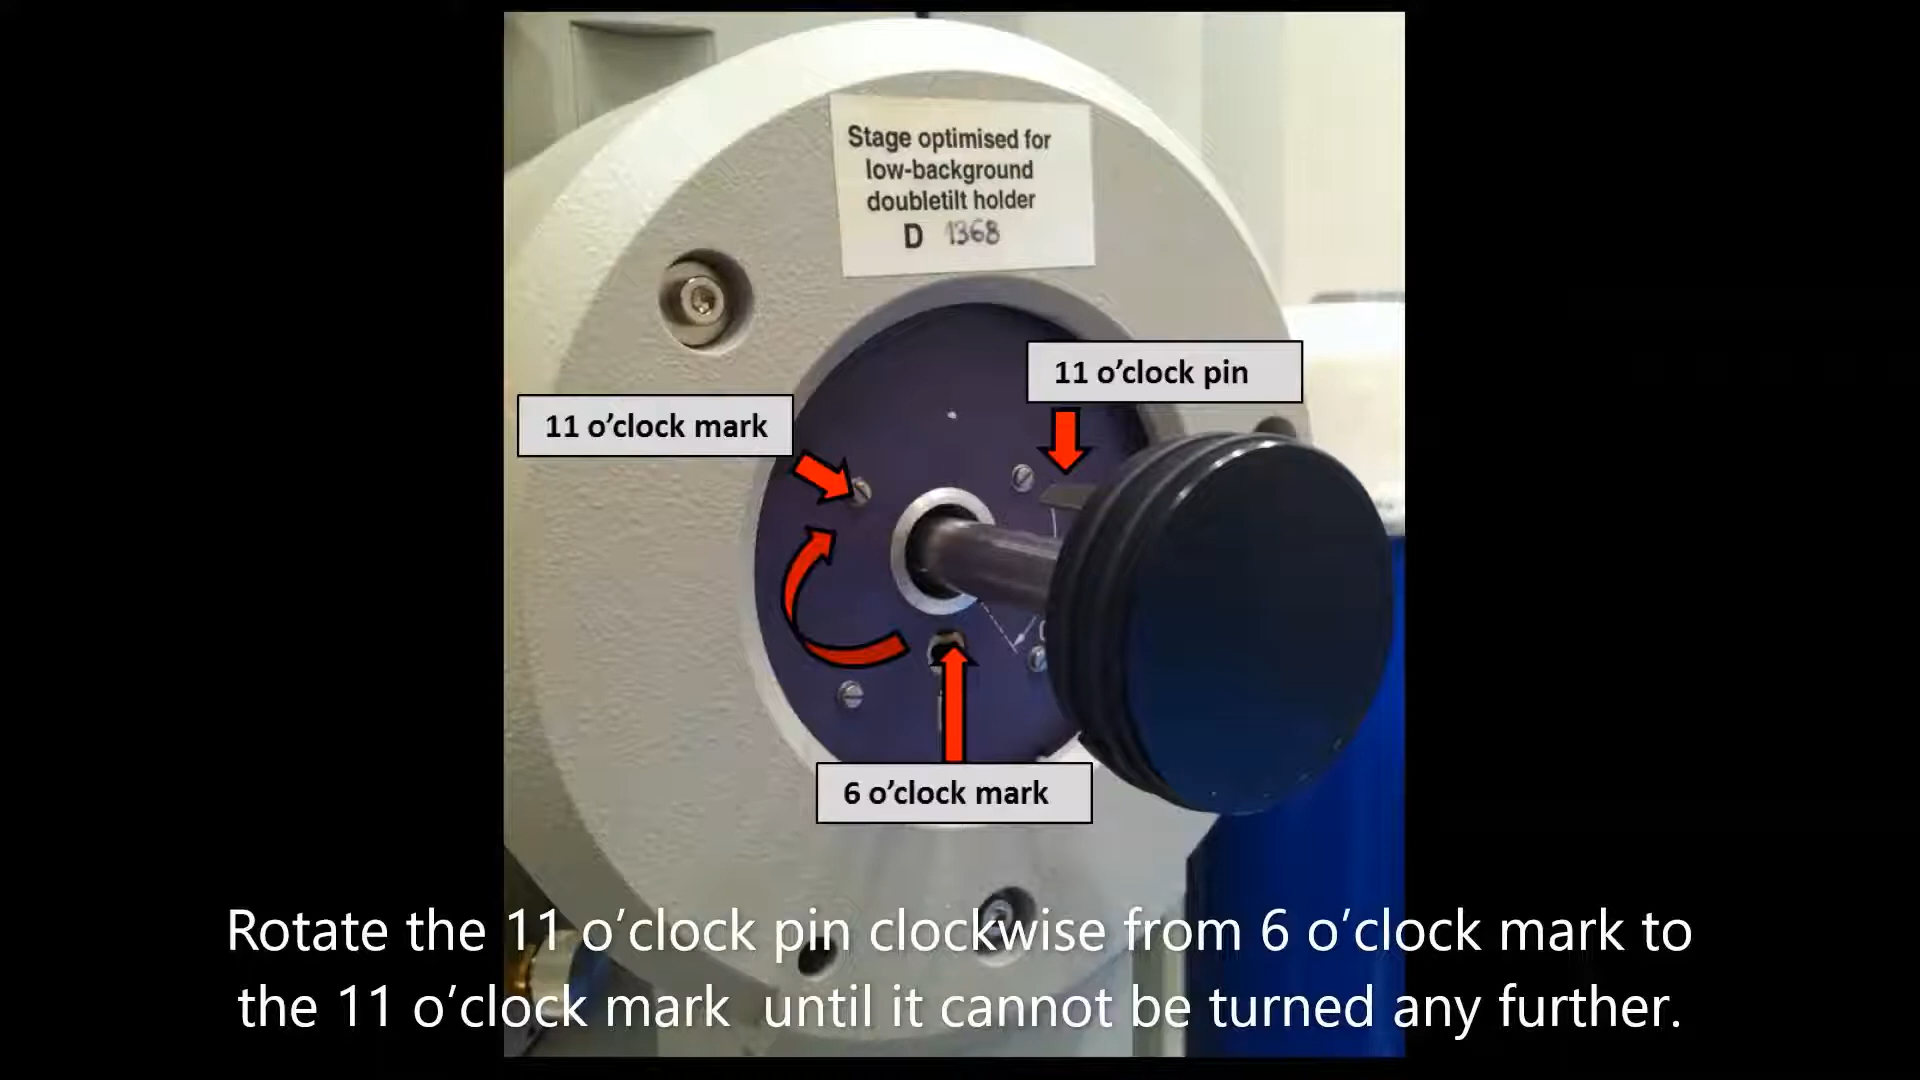 Stage optimised for
low-background
doubletilt holder
D 1368
11 o’clock pin
11 o’clock mark
6 o’clock mark
Rotate the 11 o’clock pin clockwise from 6 o’clock mark to
the 11 o’clock mark until it cannot be turned any further.